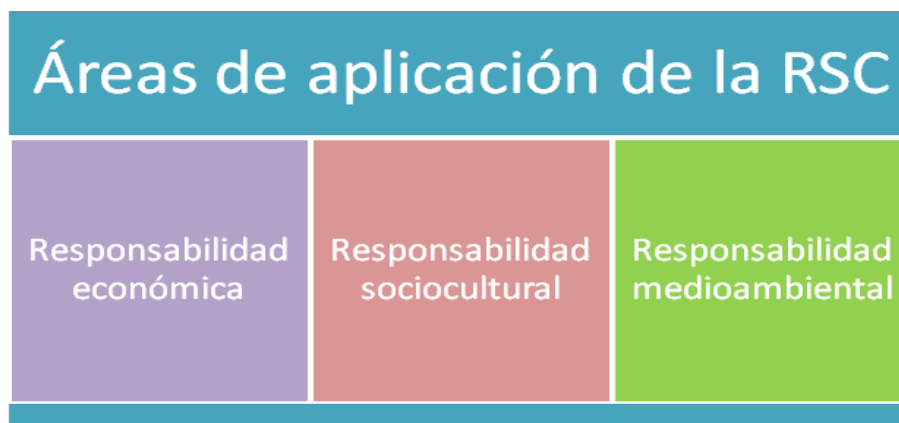 Áreas de aplicación de la RSC
Responsabilidad
económica
Responsabilidad
sociocultural
Responsabilidad
medioambiental